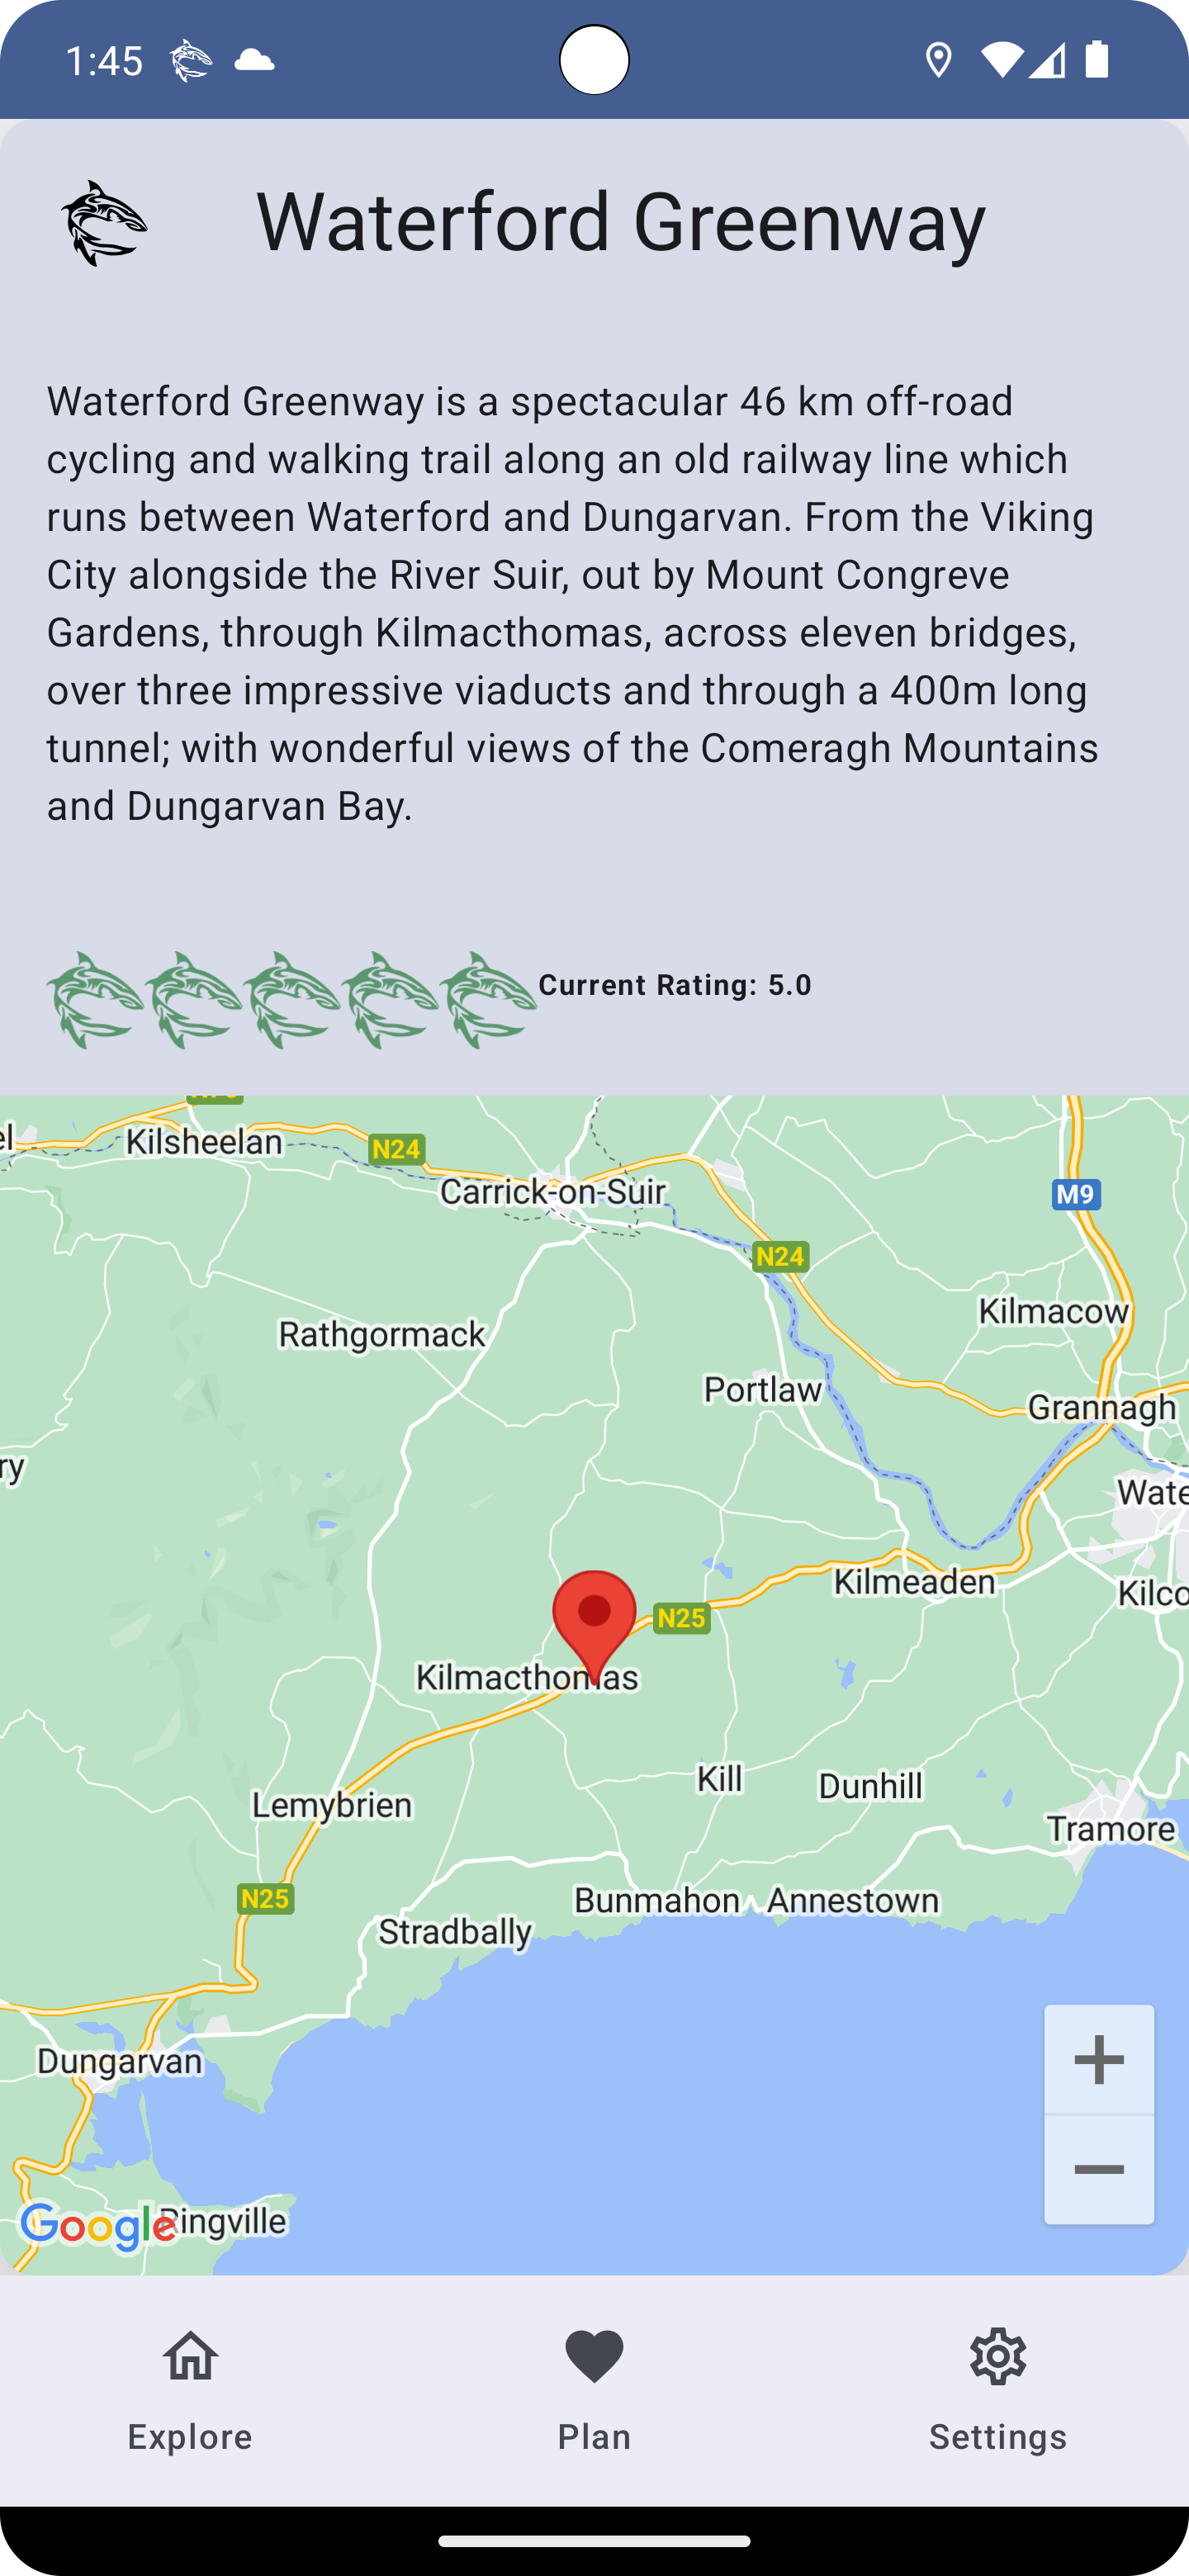 1:45
Waterford Greenway
Waterford Greenway is a spectacular 46 km off-road
cycling and walking trail along an old railway line which
runs between Waterford and Dungarvan. From the Viking
City alongside the River Suir, out by Mount Congreve
Gardens, through Kilmacthomas, across eleven bridges,
over three impressive viaducts and through a 400m long
tunnel; with wonderful views of the Comeragh Mountains
and Dungarvan Bay.
Current Rating: 5.0
Kilsheelan
N24
Carrick-on-Suir
M9
N24
Kilmacow
Rathgormack
Portlaw
Grannagh
Wate
Kilmeaden
Kilco
N25
Kilmacthomas
Kill
Dunhill
Lemybrien
Tramore
N25
Bunmahon
Annestown
Stradbally
Dungarvan
+
−
Google
Ringville
Explore
Plan
Settings